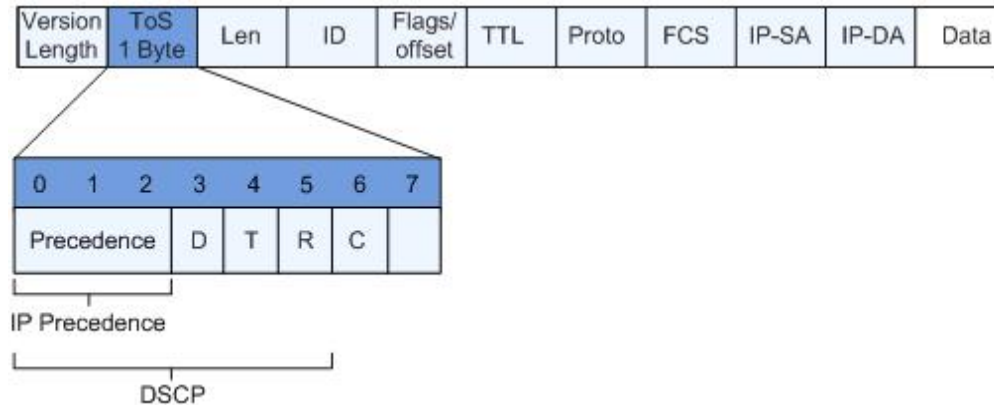 Version Length
ToS 1 Byte
Len
ID
Flags/ offset
TTL
Proto
FCS
IP-SA
IP-DA
Data
0 1 2 3 4 5 6 7
Precedence D T R C
IP Precedence
DSCP